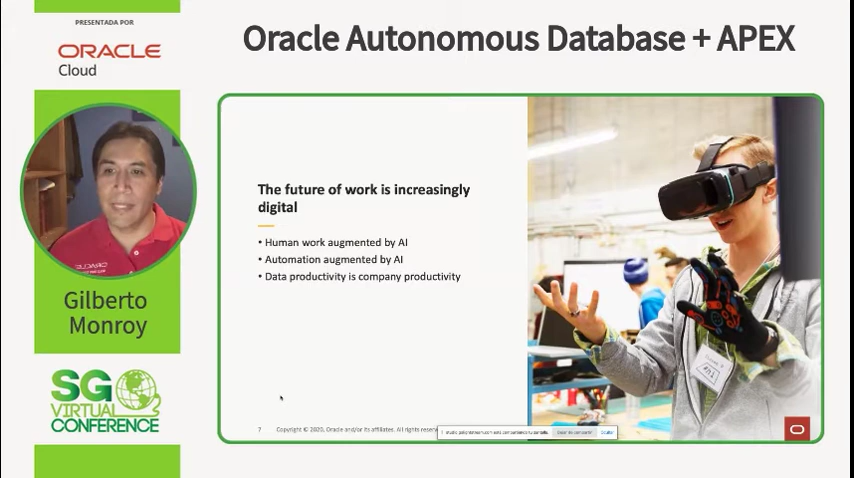 PRESENTADA POR
ORACLE
Cloud
Oracle Autonomous Database + APEX
Gilberto
Monroy
SG
VIRTUAL
CONFERENCE
The future of work is increasingly
digital
• Human work augmented by AI
• Automation augmented by AI
• Data productivity is company productivity
7 Copyright © 2020, Oracle and/or its affiliates. All rights